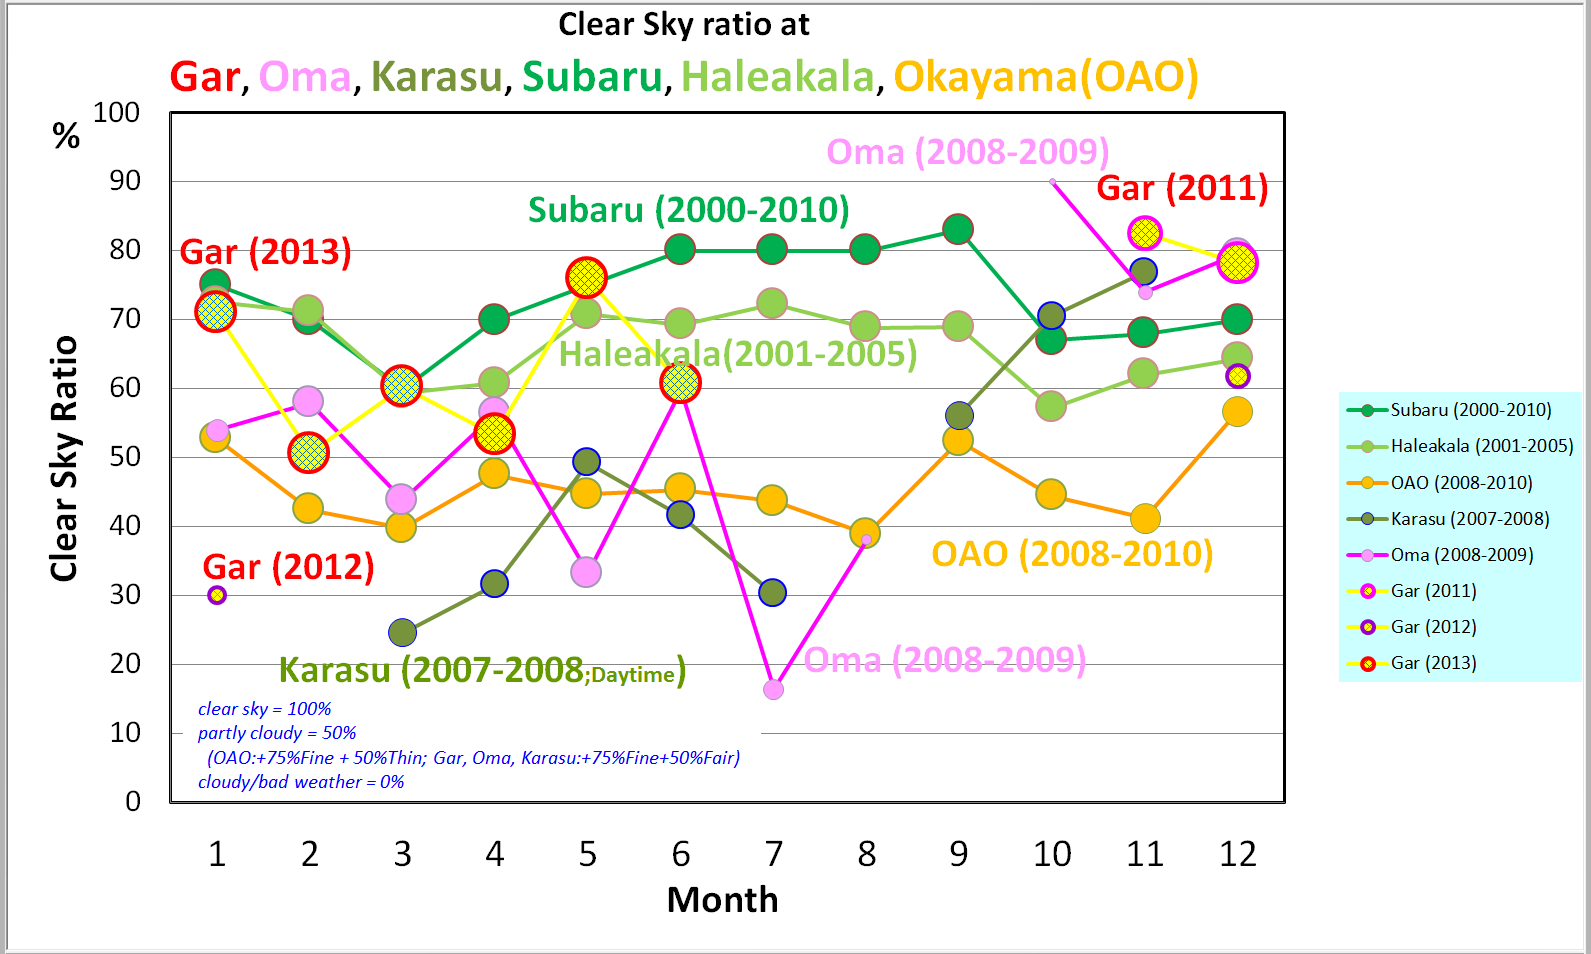 Clear Sky ratio at
Gar, Oma, Karasu, Subaru, Haleakala, Okayama(OAO)
100
%
Oma (2008-2009)
90
Gar (2011)
Subaru (2000-2010)
80
Gar (2013)
70
Haleakala(2001-2005)
60
50
40
OAO (2008-2010)
Gar (2012)
30
20
Oma (2008-2009)
Karasu (2007-2008;Daytime)
clear sky = 100%
10
partly cloudy = 50%
(OAO:+75%Fine + 50%Thin; Gar, Oma, Karasu:+75%Fine+50%Fair)
cloudy/bad weather = 0%
0
Clear Sky Ratio
1 2 3 4 5 6 7 8 9 10 11 12
Month
Subaru (2000-2010)
Haleakala (2001-2005)
OAO (2008-2010)
Karasu (2007-2008)
Oma (2008-2009)
Gar (2011)
Gar (2012)
Gar (2013)